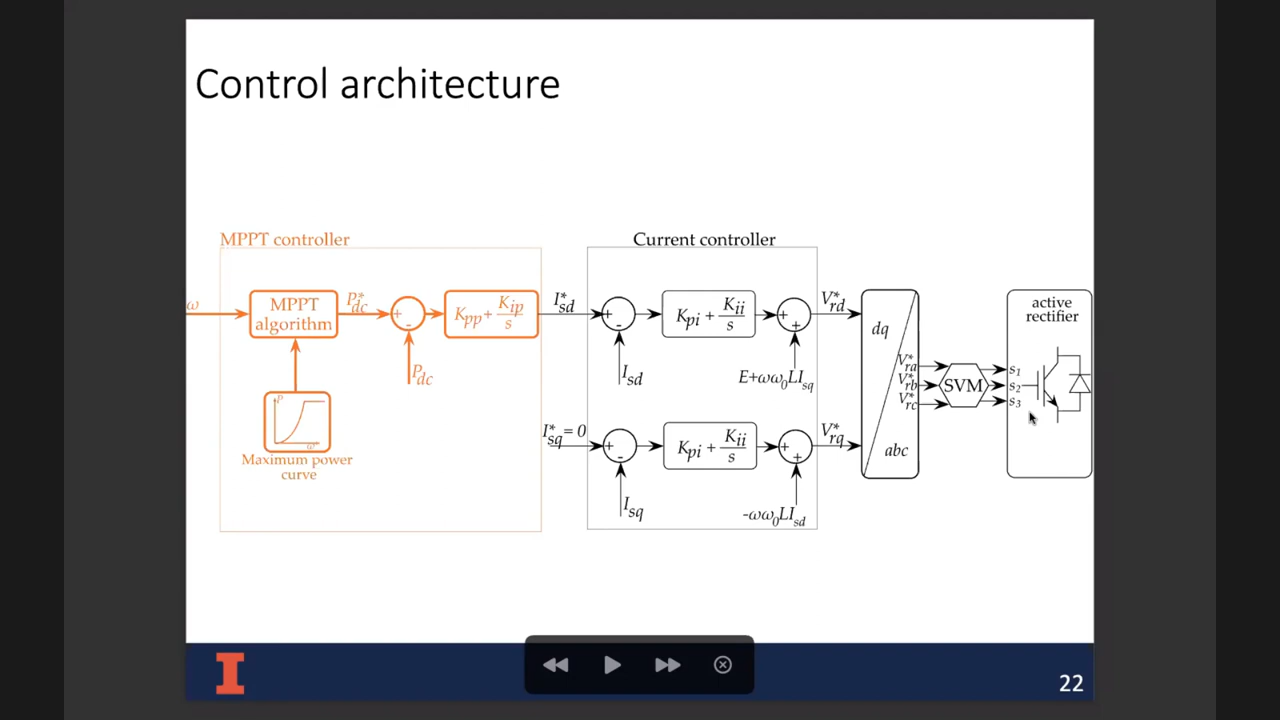 Control architecture
MPPT controller
Current controller
ω
MPPT
algorithm
P*dc
+
-
Pdc
Kpp + Kip/s
P
ω
Maximum power
curve
I*sd
+
-
Isd
Kpi + Kii/s
+
+
E+ωω0LIsq
V*rd
I*sq = 0
+
-
Isq
Kpi + Kii/s
+
+
-ωω0LIsd
V*rq
dq
abc
V*ra
V*rb
V*rc
SVM
active
rectifier
s1
s2
s3
I
22